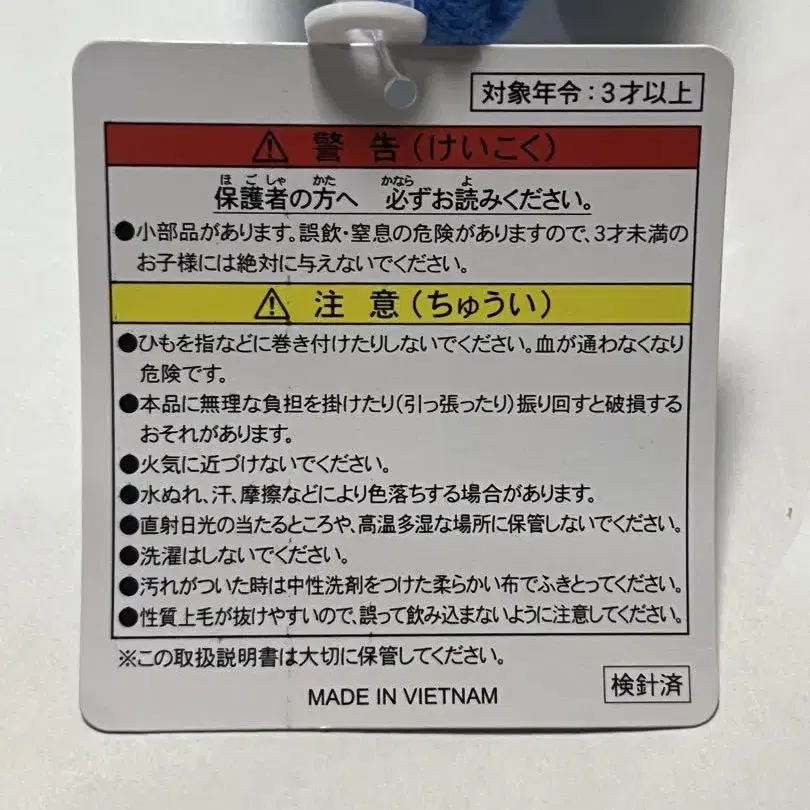 対象年令：3才以上
⚠ 警告（けいこく）
保護者の方へ 必ずお読みください。
ほごしゃ かた かなら よ
●小部品があります。誤飲・窒息の危険がありますので、3才未満の
お子様には絶対に与えないでください。
⚠ 注意（ちゅうい）
●ひもを指などに巻き付けたりしないでください。血が通わなくなり
危険です。
●本品に無理な負担を掛けたり（引っ張ったり）振り回すと破損する
おそれがあります。
●火気に近づけないでください。
●水ぬれ、汗、摩擦などにより色落ちする場合があります。
●直射日光の当たるところや、高温多湿な場所に保管しないでください。
●洗濯はしないでください。
●汚れがついた時は中性洗剤をつけた柔らかい布でふきとってください。
●性質上毛が抜けやすいので、誤って飲み込まないように注意してください。
※この取扱説明書は大切に保管してください。
MADE IN VIETNAM
検針済